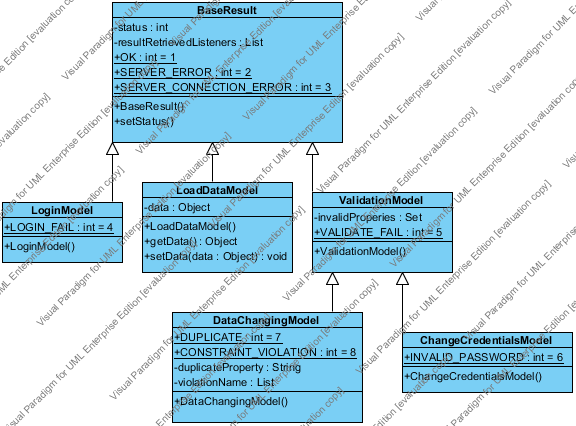 BaseResult
-status : int
-resultRetrievedListeners : List
+OK : int = 1
+SERVER_ERROR : int = 2
+SERVER_CONNECTION_ERROR : int = 3
+BaseResult()
+setStatus()
LoginModel
+LOGIN_FAIL : int = 4
+LoginModel()
LoadDataModel
-data : Object
+LoadDataModel()
+getData() : Object
+setData(data : Object) : void
ValidationModel
-invalidProperies : Set
+VALIDATE_FAIL : int = 5
+ValidationModel()
DataChangingModel
+DUPLICATE : int = 7
+CONSTRAINT_VIOLATION : int = 8
-duplicateProperty : String
-violationName : List
+DataChangingModel()
ChangeCredentialsModel
+INVALID_PASSWORD : int = 6
+ChangeCredentialsModel()
Visual Paradigm for UML Enterprise Edition [evaluation copy]